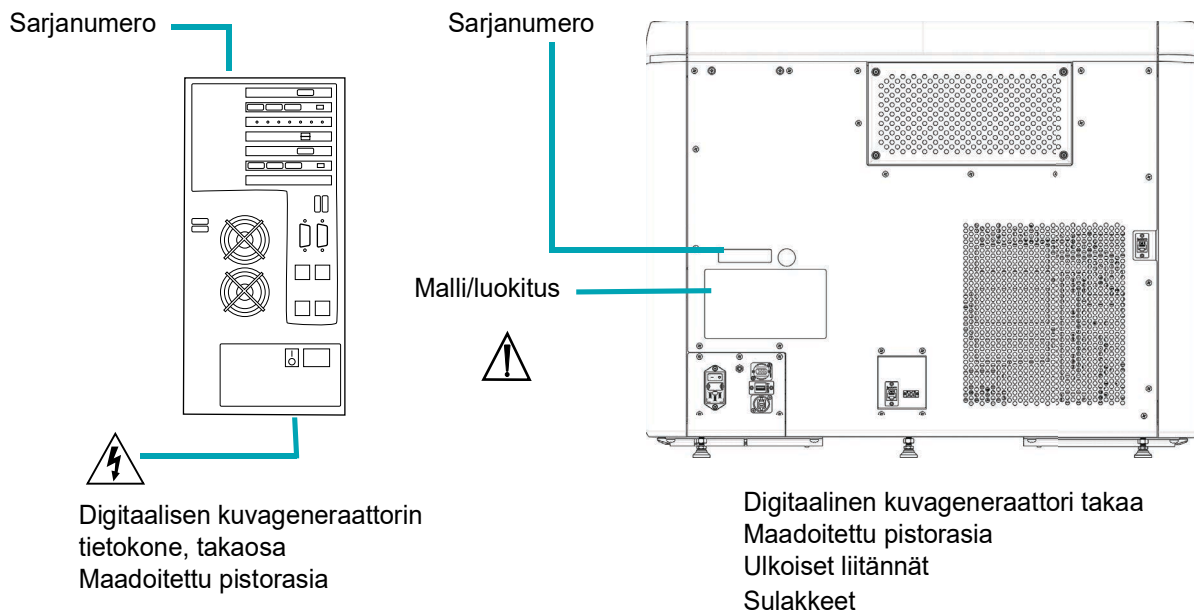 Sarjanumero
Sarjanumero
Malli/luokitus
Digitaalisen kuvageneraattorin
tietokone, takaosa
Maadoitettu pistorasia
Digitaalinen kuvageneraattori takaa
Maadoitettu pistorasia
Ulkoiset liitännät
Sulakkeet